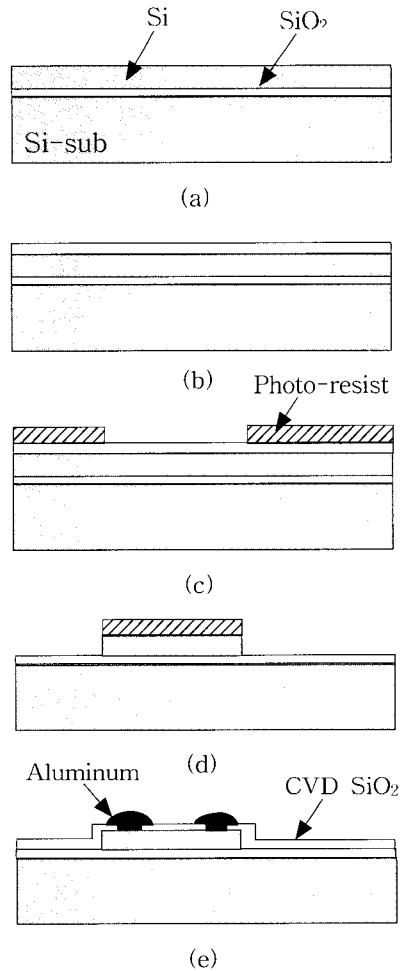 Si
SiO₂
Si-sub
(a)
(b)
Photo-resist
(c)
(d)
Aluminum
CVD SiO₂
(e)